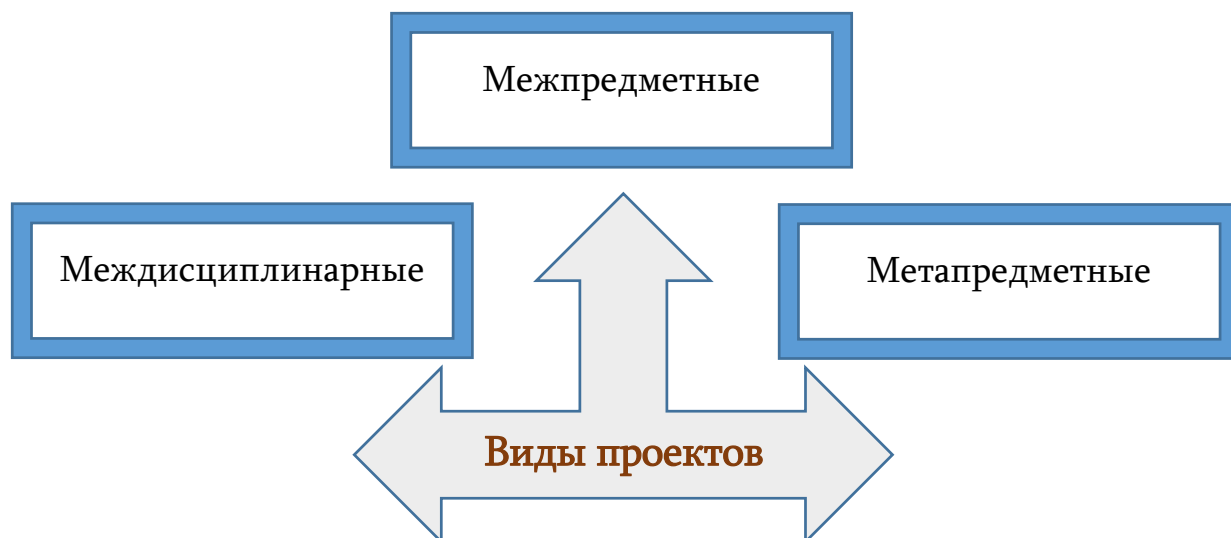 Межпредметные
Междисциплинарные
Метапредметные
Виды проектов